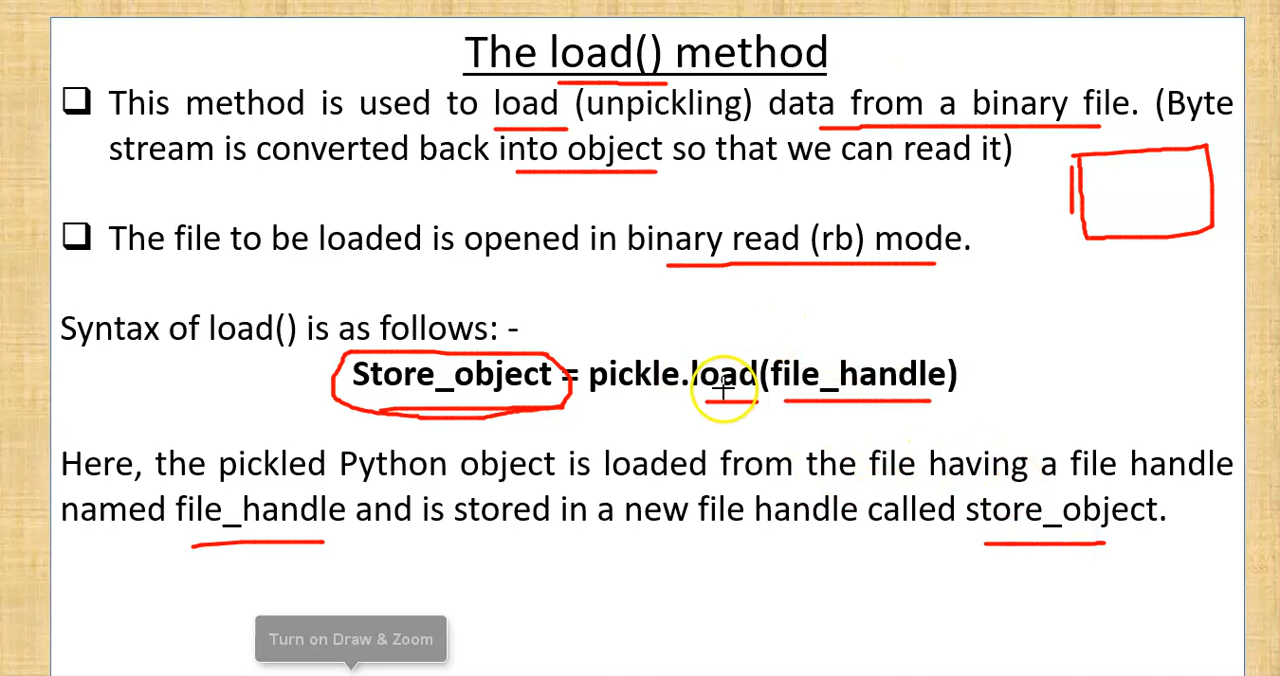 The load() method
❑ This method is used to load (unpickling) data from a binary file. (Byte
stream is converted back into object so that we can read it)
❑ The file to be loaded is opened in binary read (rb) mode.
Syntax of load() is as follows: -
Store_object = pickle.load(file_handle)
Here, the pickled Python object is loaded from the file having a file handle
named file_handle and is stored in a new file handle called store_object.
Turn on Draw & Zoom